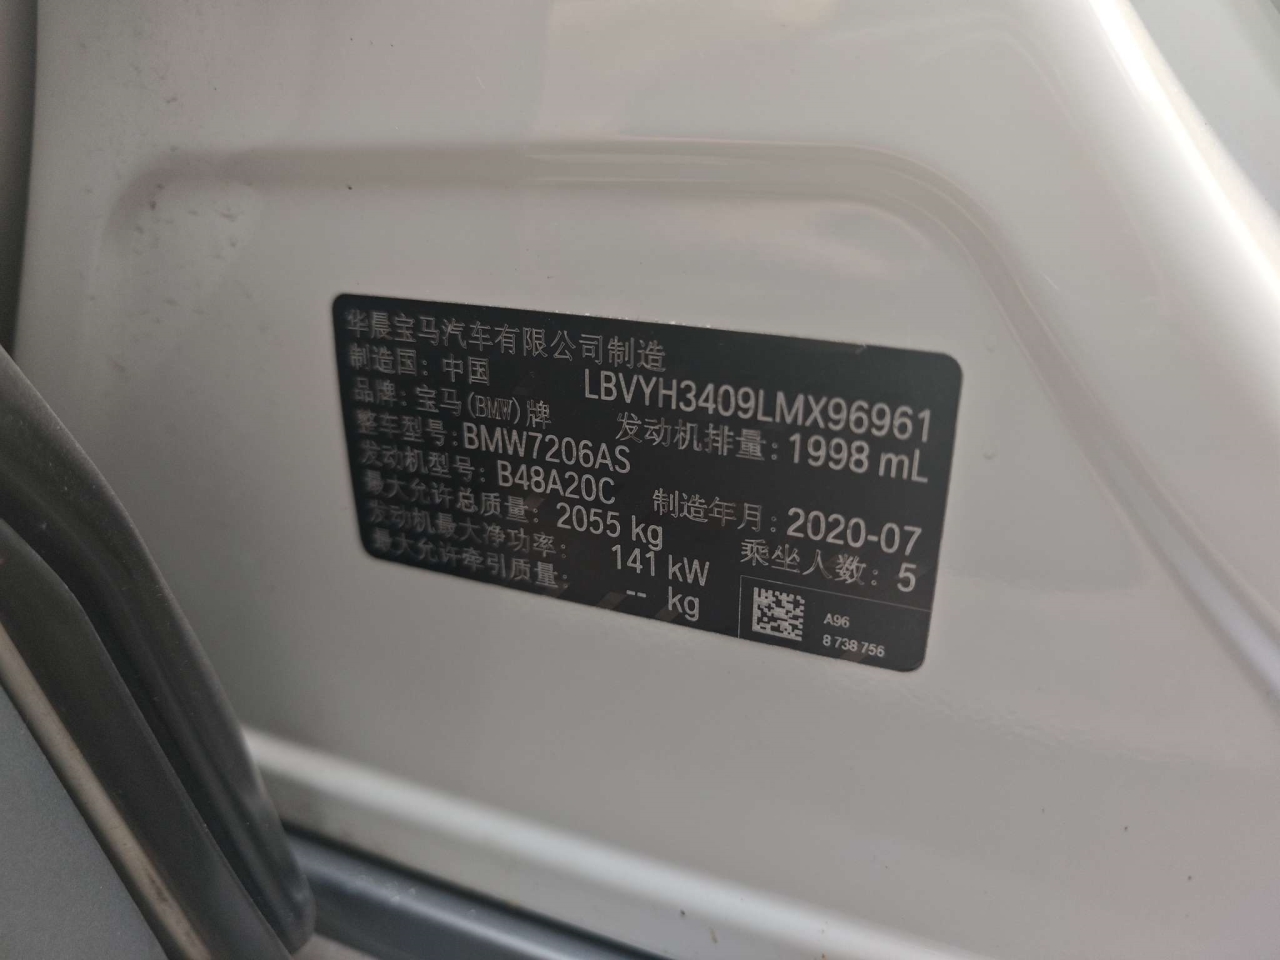 华晨宝马汽车有限公司制造
制造国: 中国 LBVYH3409LMX96961
品牌: 宝马(BMW)牌 发动机排量: 1998 mL
整车型号: BMW7206AS
发动机型号: B48A20C 制造年月: 2020-07
最大允许总质量: 2055 kg 乘坐人数: 5
发动机最大净功率: 141 kW
最大允许牵引质量: -- kg
A96
8 738 756